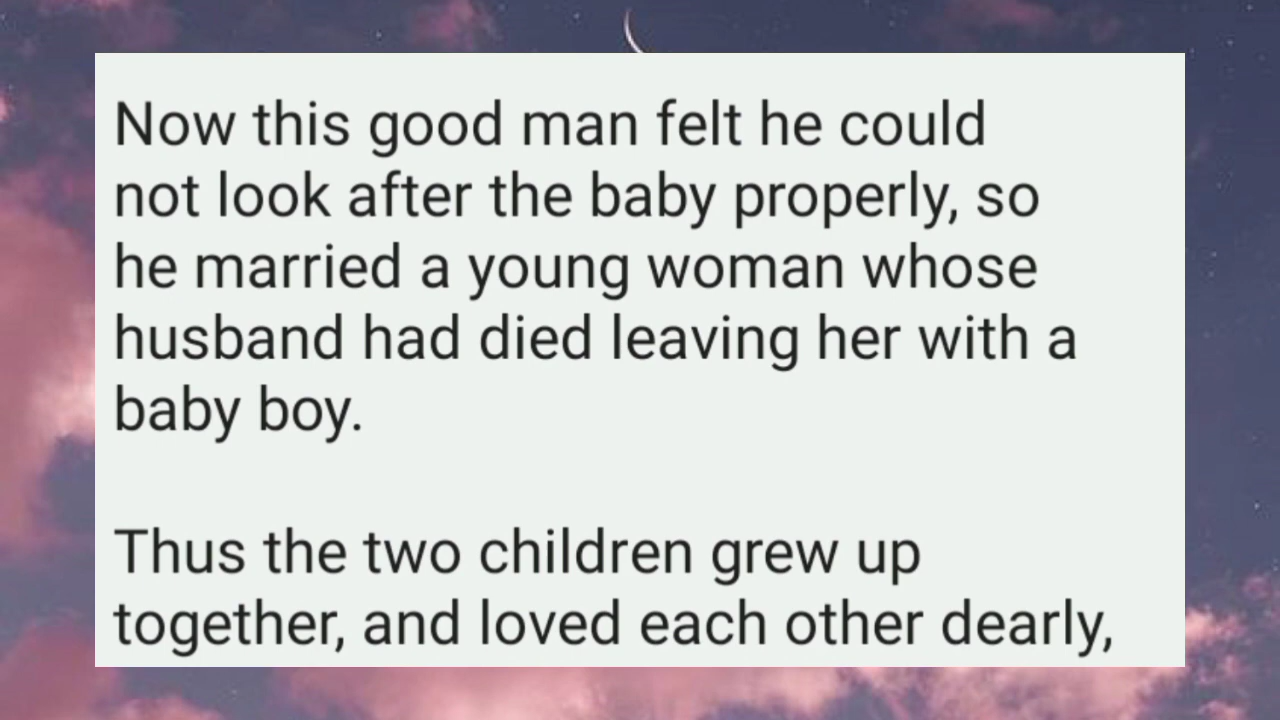 Now this good man felt he could
not look after the baby properly, so
he married a young woman whose
husband had died leaving her with a
baby boy.
Thus the two children grew up
together, and loved each other dearly,